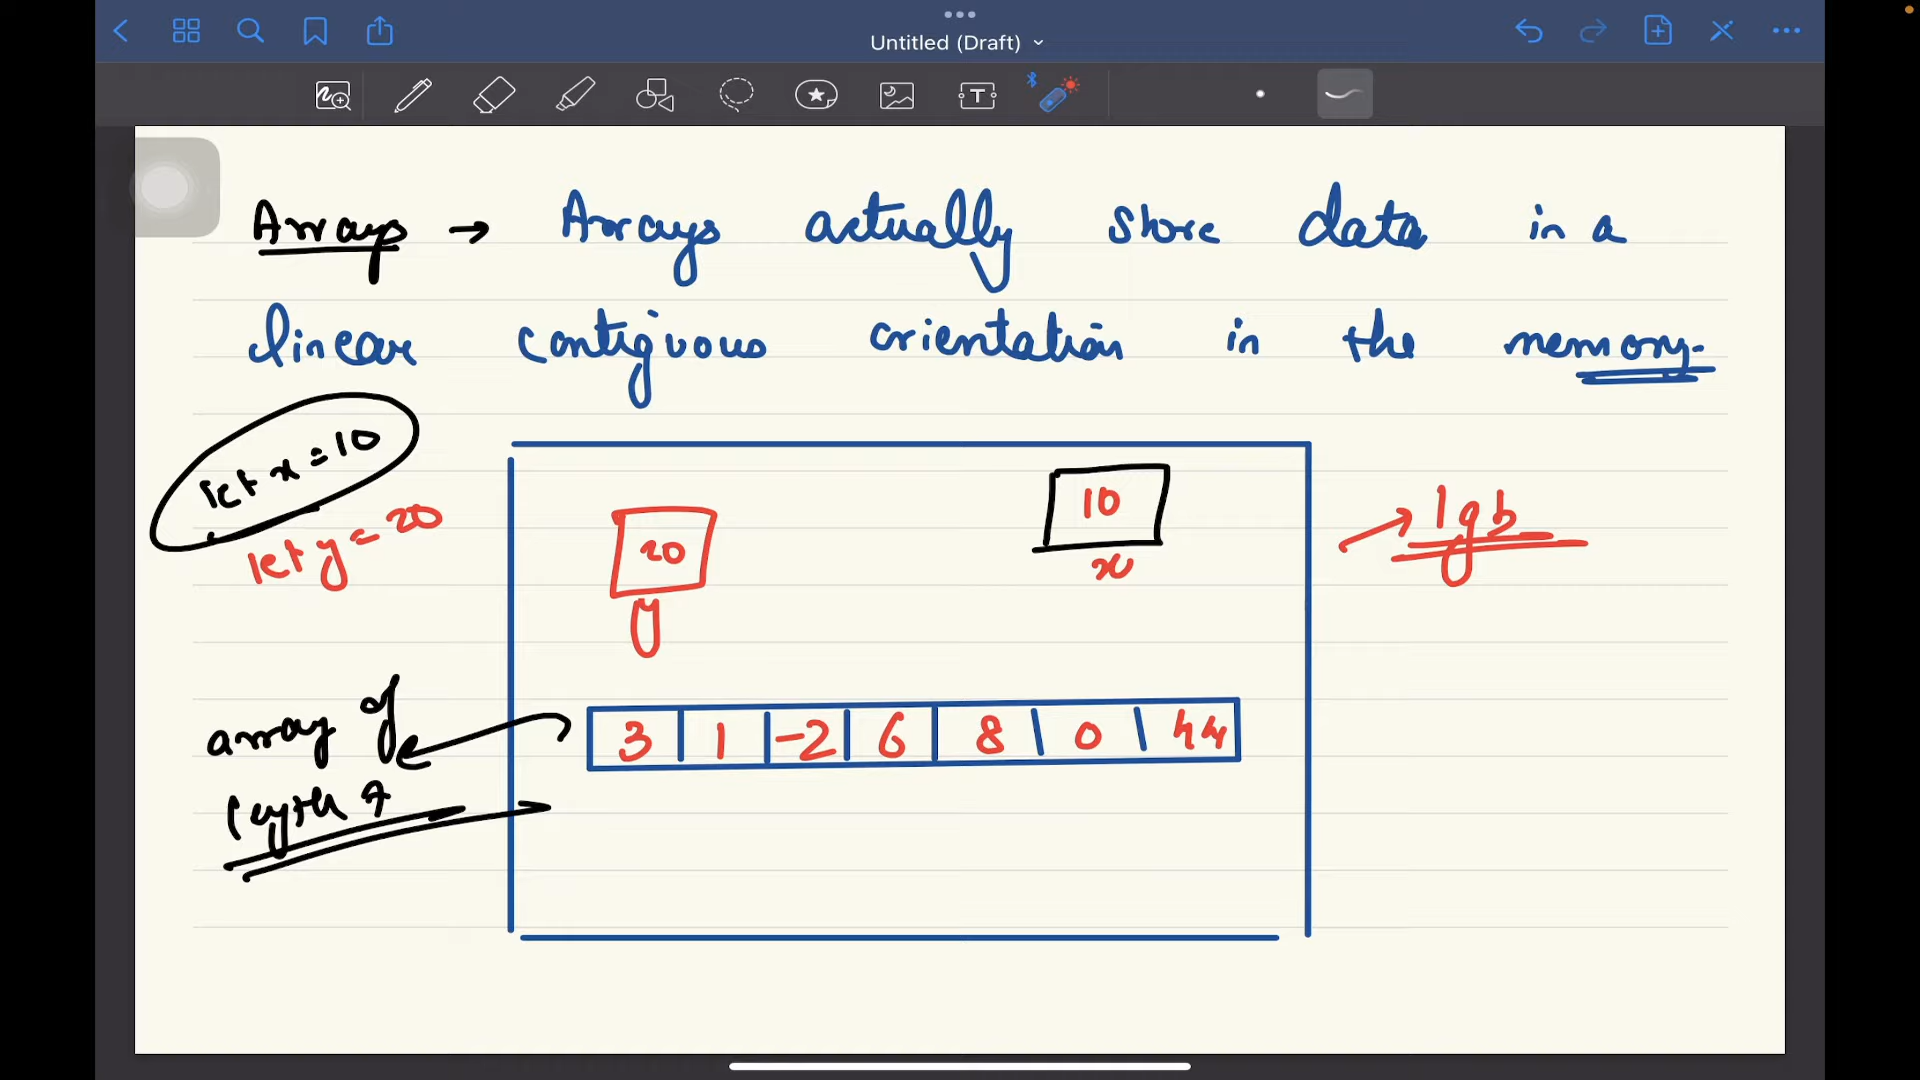 Untitled (Draft)
Arrays → Arrays actually store data in a
linear contiguous orientation in the memory.
let x = 10
let y = 20
20
y
10
x
1gb
array of
length 7
3 1 -2 6 8 0 44